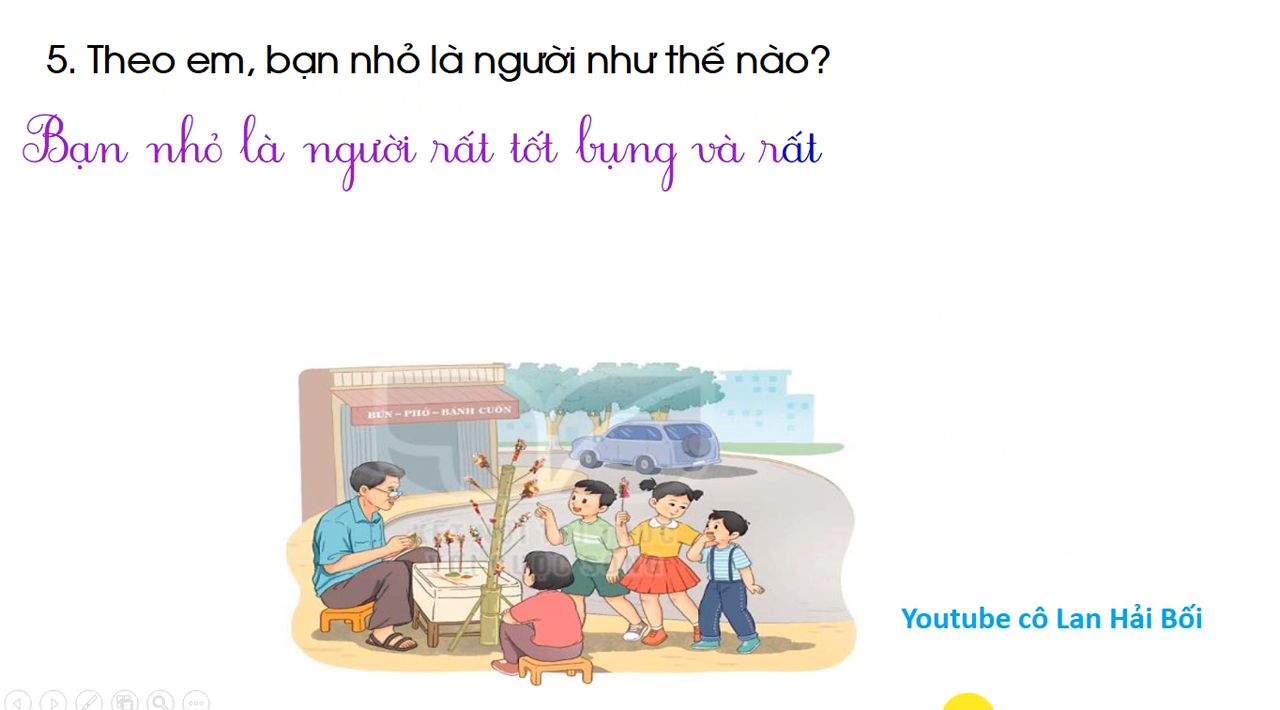 5. Theo em, bạn nhỏ là người như thế nào?
Bạn nhỏ là người rất tốt bụng và rất
BÚN – PHỞ – BÁNH CUỐN
Youtube cô Lan Hải Bối